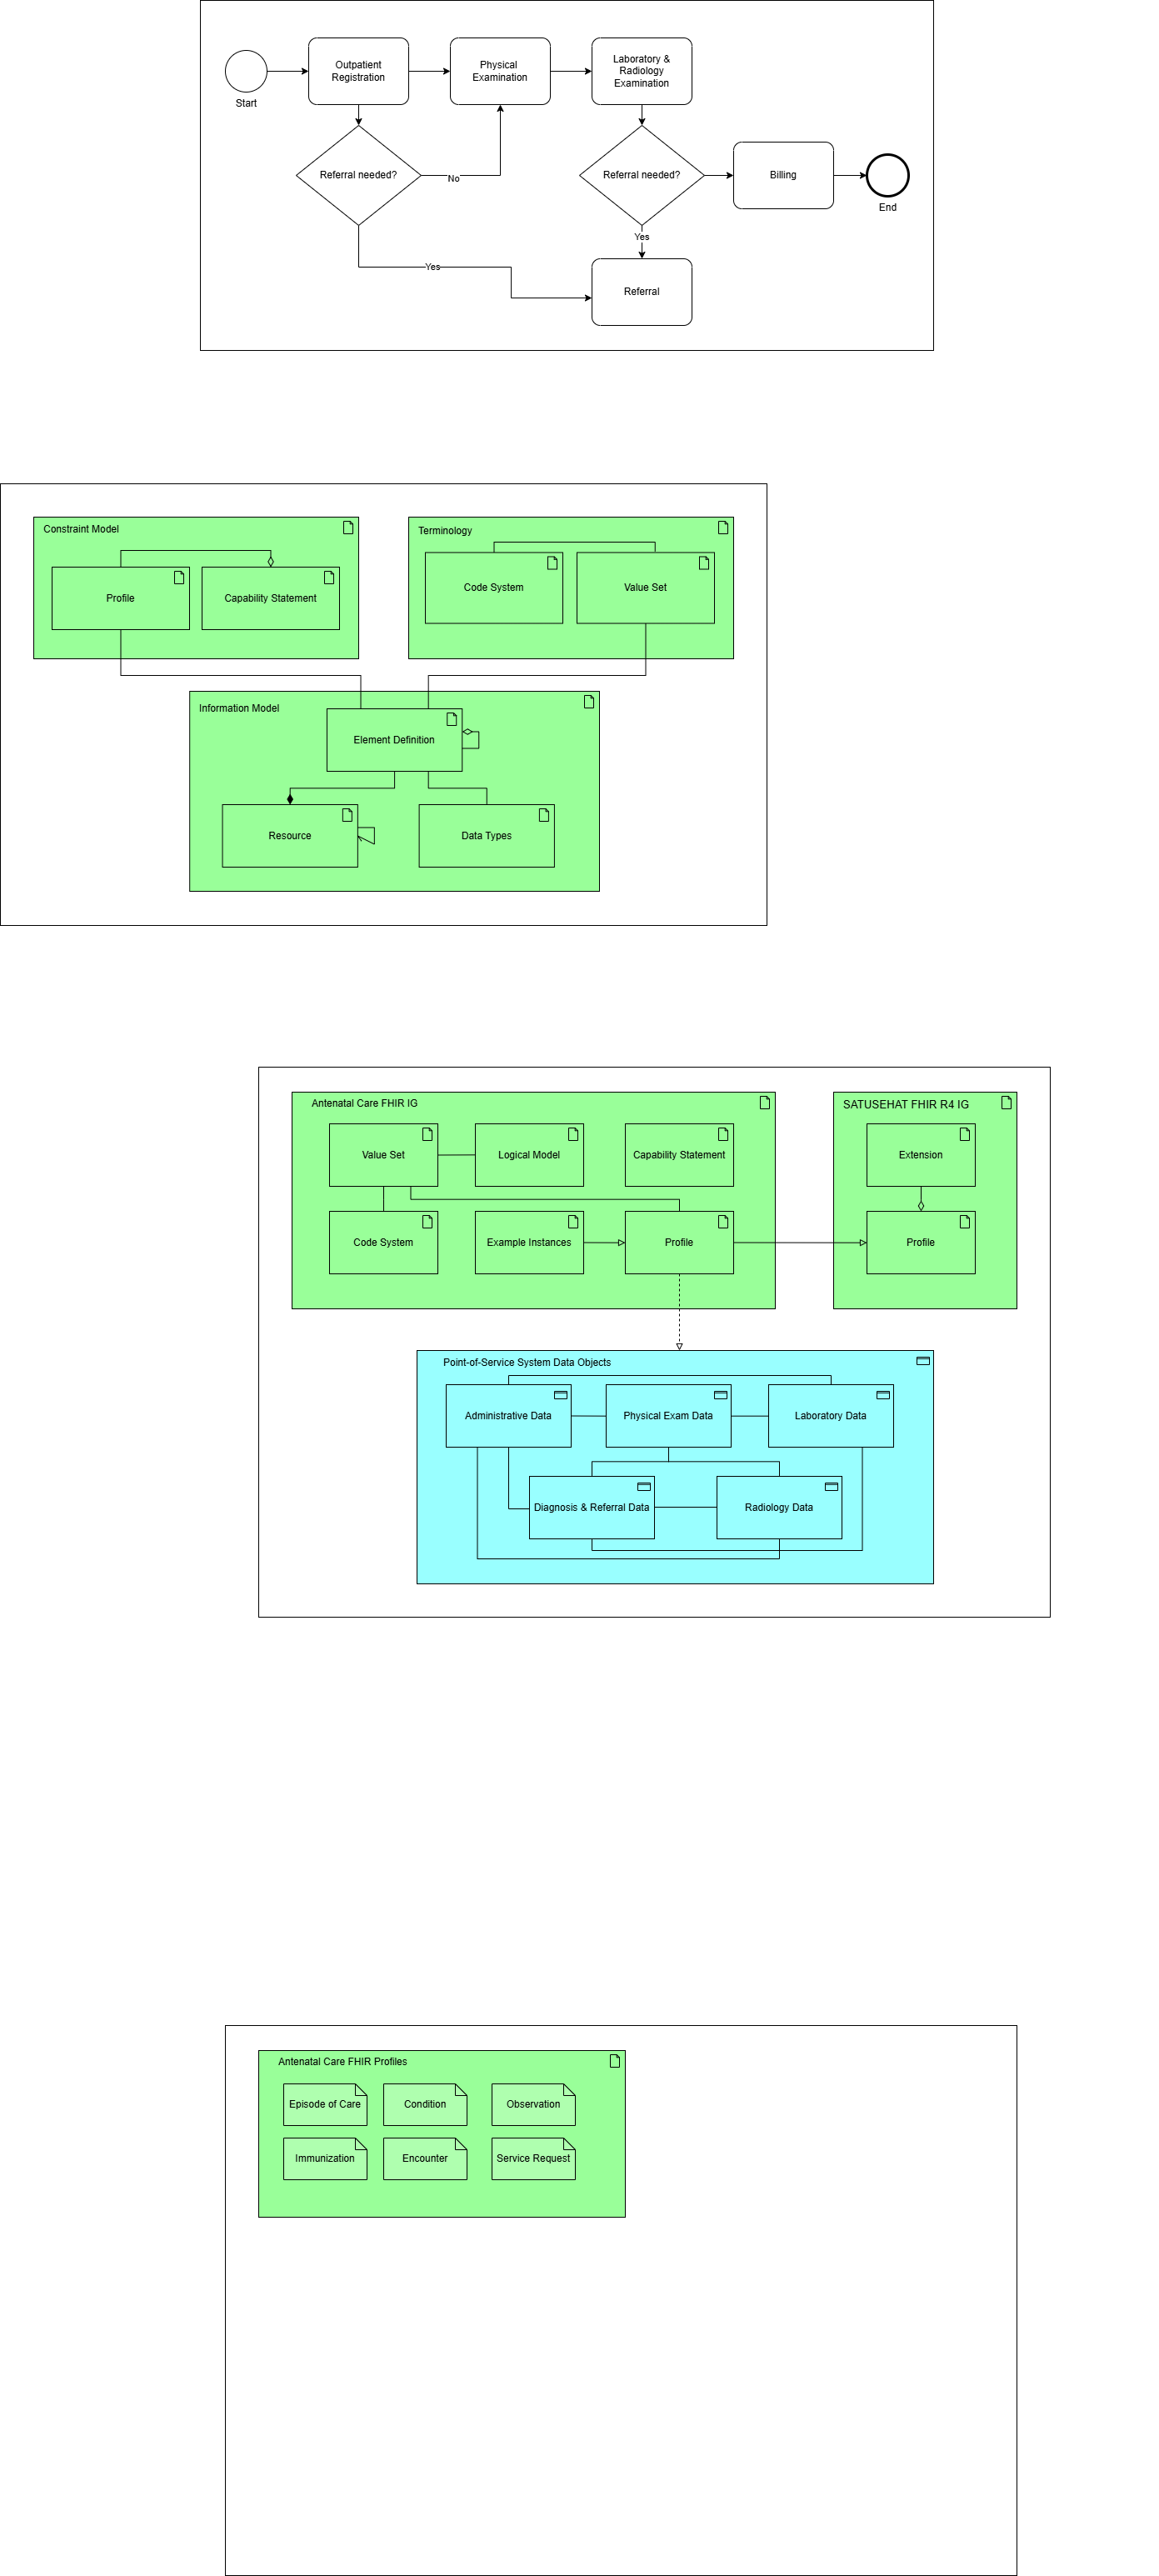 Outpatient
Registration
Physical
Examination
Laboratory &
Radiology
Examination
Start
Referral needed?
No
Referral needed?
Billing
End
Yes
Yes
Referral
Constraint Model
Profile
Capability Statement
Terminology
Code System
Value Set
Information Model
Element Definition
Resource
Data Types
Antenatal Care FHIR IG
Value Set
Logical Model
Capability Statement
Code System
Example Instances
Profile
SATUSEHAT FHIR R4 IG
Extension
Profile
Point-of-Service System Data Objects
Administrative Data
Physical Exam Data
Laboratory Data
Diagnosis & Referral Data
Radiology Data
Antenatal Care FHIR Profiles
Episode of Care
Condition
Observation
Immunization
Encounter
Service Request